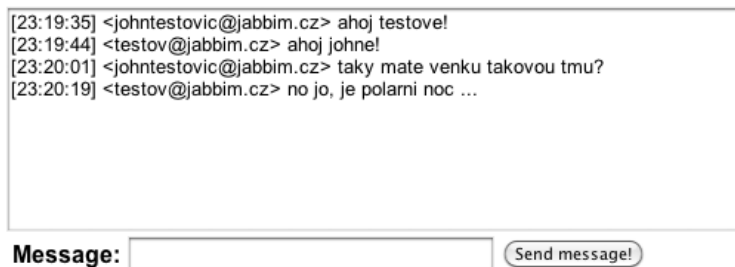 [23:19:35] <johntestovic@jabbim.cz> ahoj testove!
[23:19:44] <testov@jabbim.cz> ahoj johne!
[23:20:01] <johntestovic@jabbim.cz> taky mate venku takovou tmu?
[23:20:19] <testov@jabbim.cz> no jo, je polarni noc ...
Message: Send message!